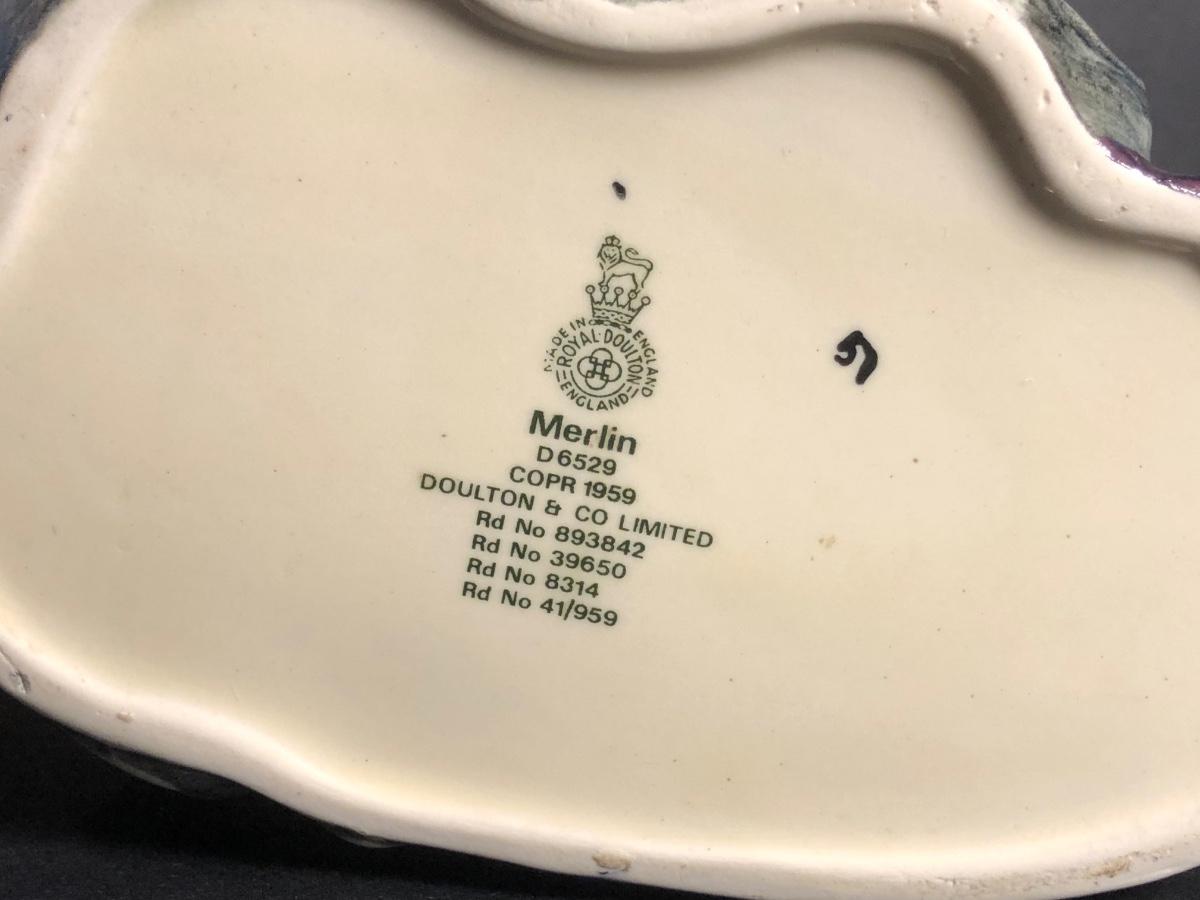 MADE IN ENGLAND
ROYAL DOULTON
ENGLAND
Merlin
D6529
COPR 1959
DOULTON & CO LIMITED
Rd No 893842
Rd No 39650
Rd No 8314
Rd No 41/959